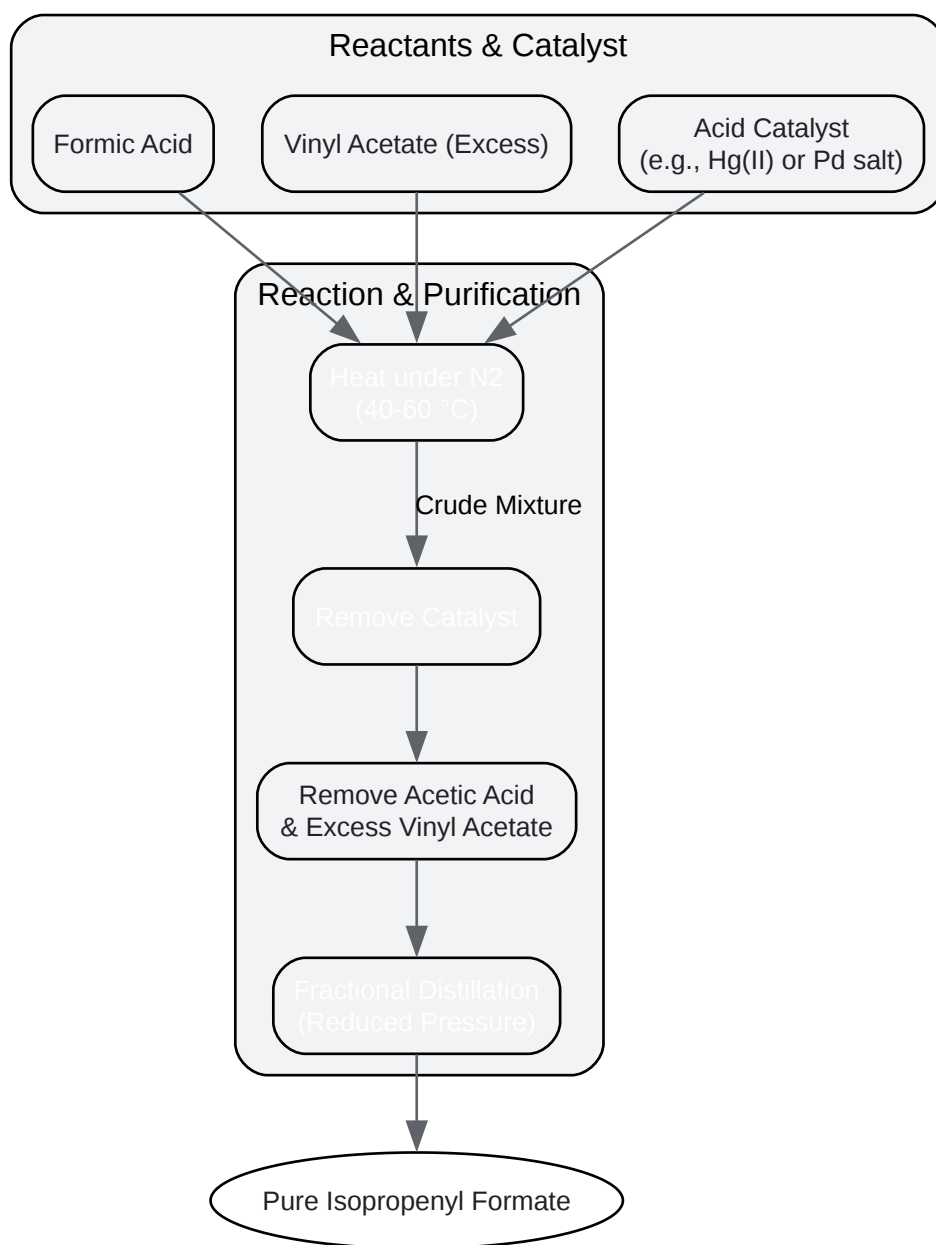 Reactants & Catalyst
Formic Acid
Vinyl Acetate (Excess)
Acid Catalyst
(e.g., Hg(II) or Pd salt)
Reaction & Purification
Heat under N2
(40-60 °C)
Crude Mixture
Remove Catalyst
Remove Acetic Acid
& Excess Vinyl Acetate
Fractional Distillation
(Reduced Pressure)
Pure Isopropenyl Formate